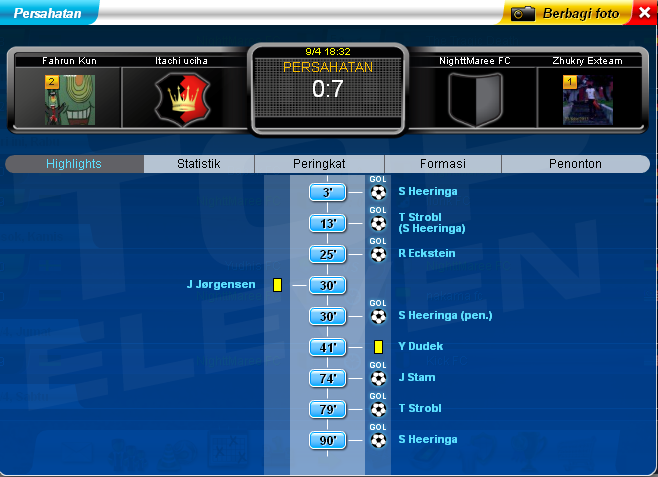 Persahatan
Berbagi foto
9/4 18:32
Fahrun Kun
Itachi uciha
PERSAHATAN
NighttMaree FC
Zhukry Exteam
2
0:7
1
Highlights
Statistik
Peringkat
Formasi
Penonton
GOL
3'
S Heeringa
GOL
13'
T Strobl
(S Heeringa)
GOL
25'
R Eckstein
J Jørgensen
30'
GOL
30'
S Heeringa (pen.)
41'
Y Dudek
GOL
74'
J Stam
GOL
79'
T Strobl
GOL
90'
S Heeringa
TOP
ELEVEN